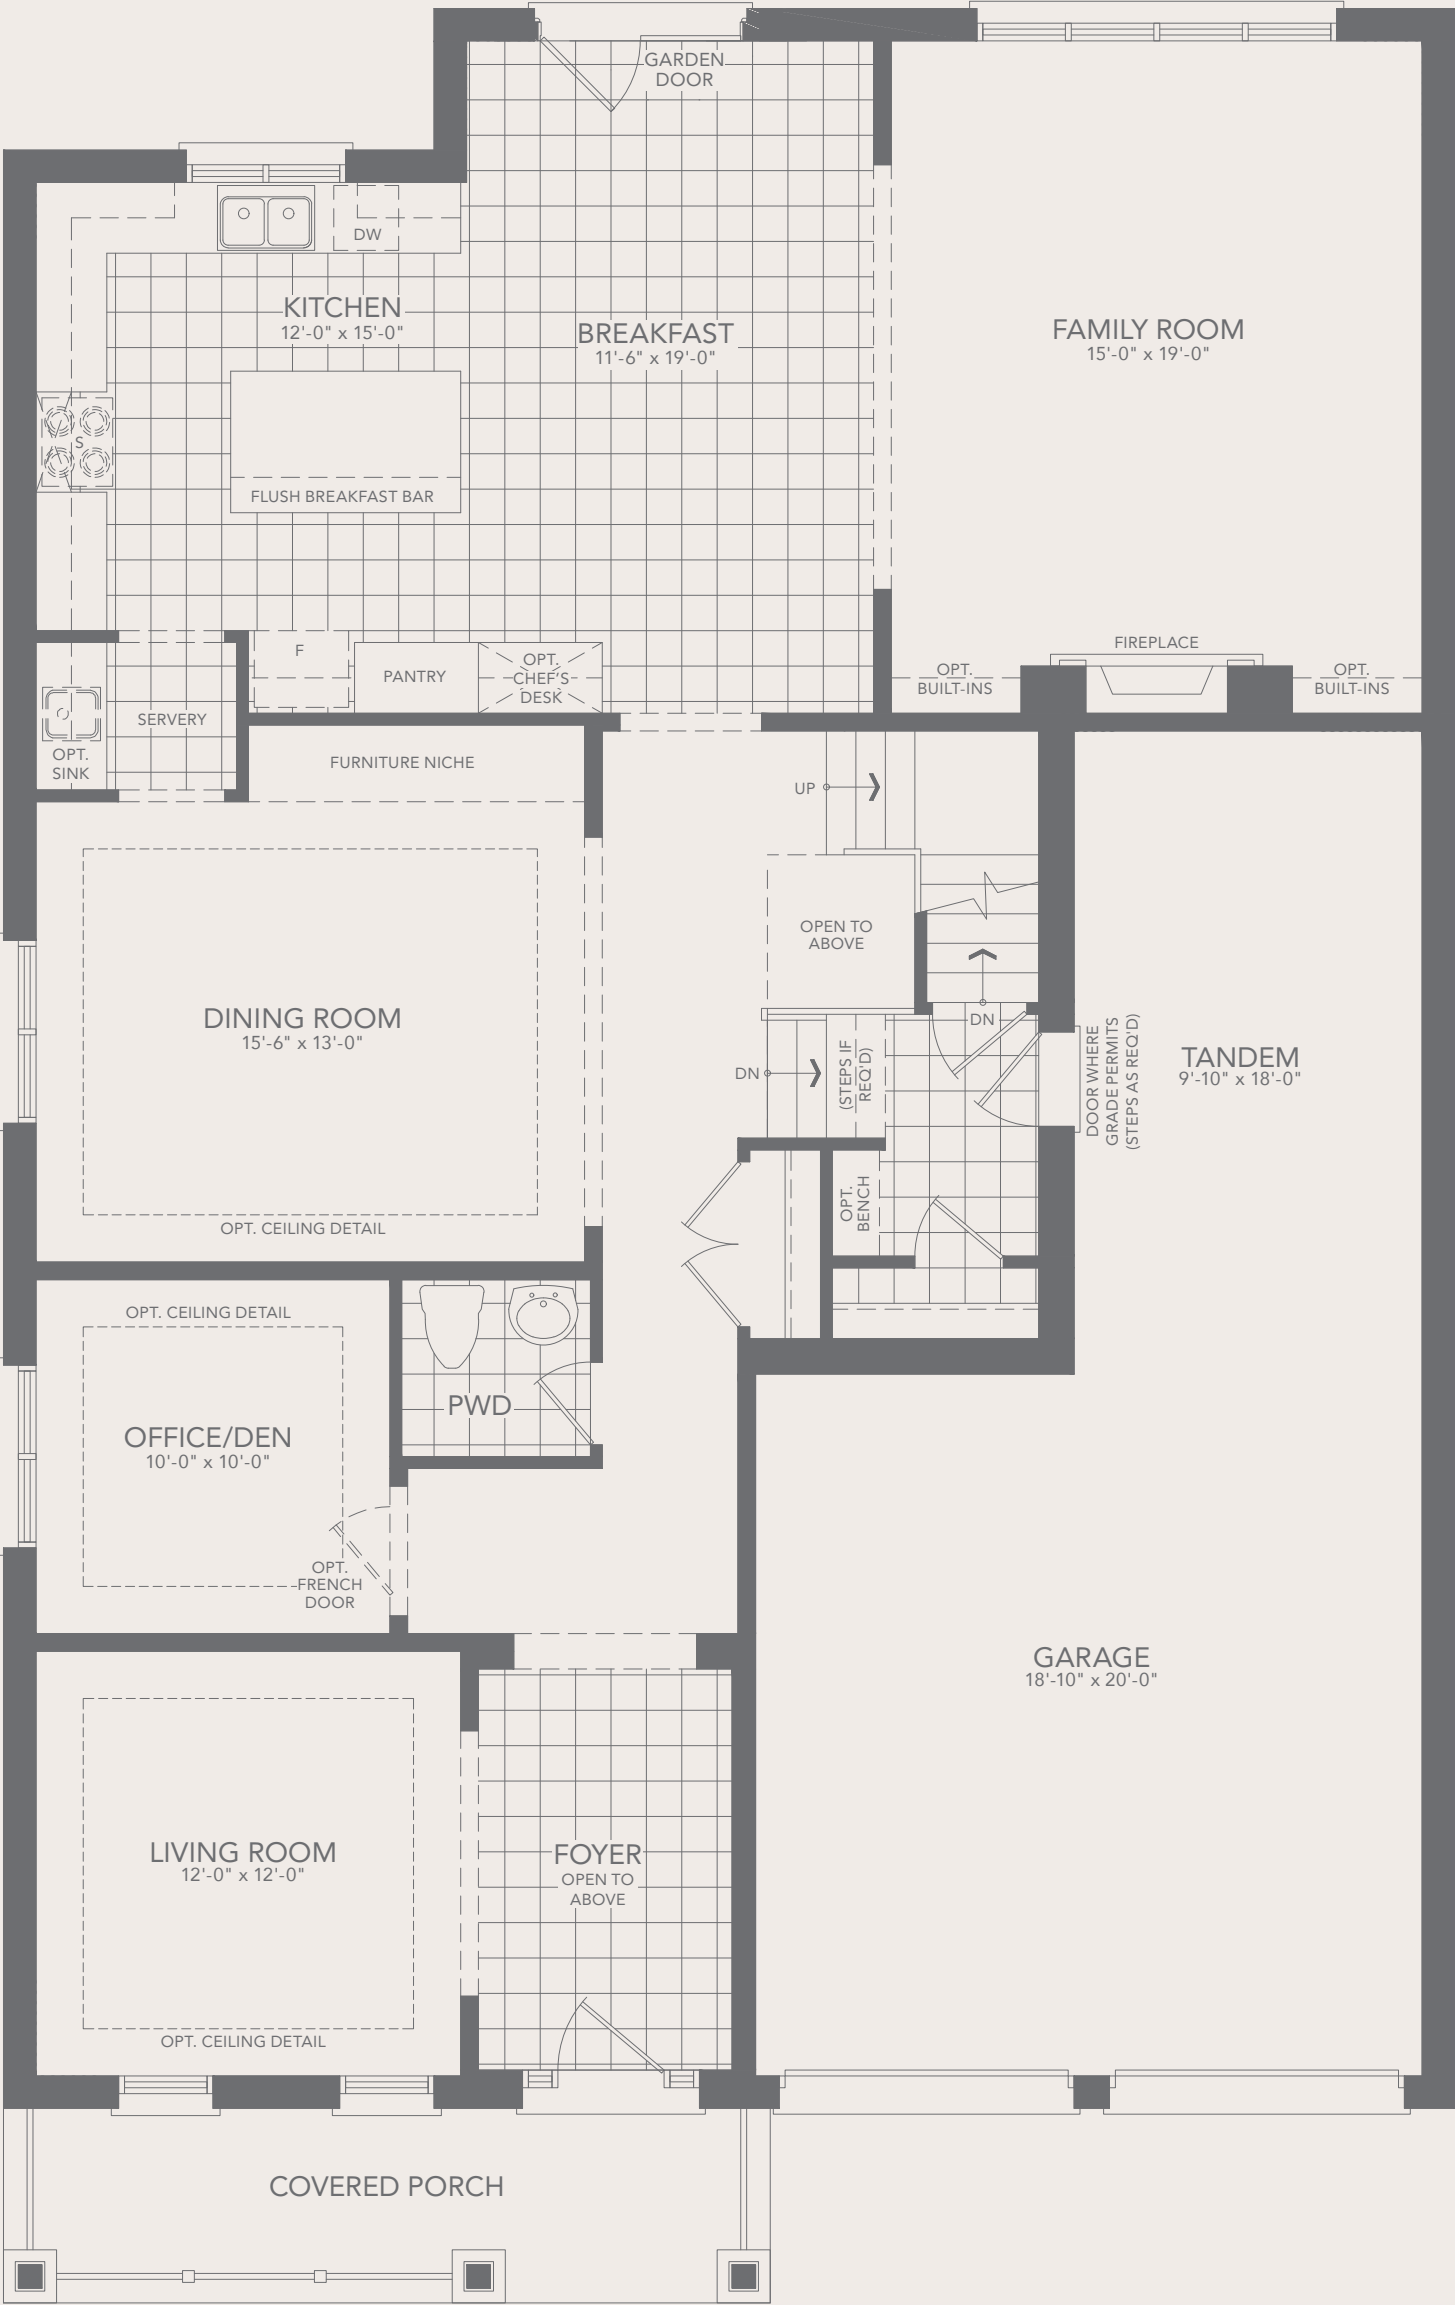 GARDEN
DOOR
DW
KITCHEN
12'-0" x 15'-0"
BREAKFAST
11'-6" x 19'-0"
FAMILY ROOM
15'-0" x 19'-0"
S
FLUSH BREAKFAST BAR
F
PANTRY
OPT.
CHEF'S
DESK
FIREPLACE
OPT.
BUILT-INS
OPT.
BUILT-INS
SERVERY
OPT.
SINK
FURNITURE NICHE
UP
OPEN TO
ABOVE
DINING ROOM
15'-6" x 13'-0"
DN
DN
(STEPS IF
REQ'D)
DOOR WHERE
GRADE PERMITS
(STEPS AS REQ'D)
TANDEM
9'-10" x 18'-0"
OPT.
BENCH
OPT. CEILING DETAIL
OPT. CEILING DETAIL
PWD
OFFICE/DEN
10'-0" x 10'-0"
OPT.
FRENCH
DOOR
GARAGE
18'-10" x 20'-0"
LIVING ROOM
12'-0" x 12'-0"
FOYER
OPEN TO
ABOVE
OPT. CEILING DETAIL
COVERED PORCH